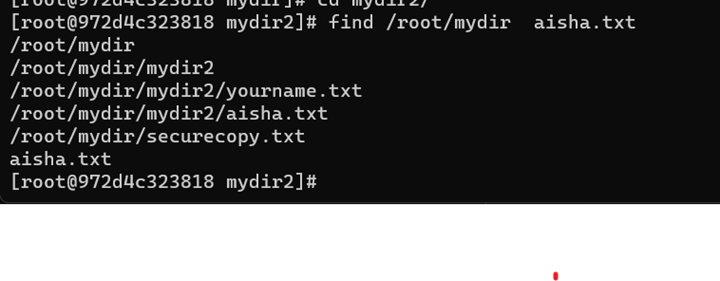 [root@972d4c323818 mydir]# cd mydir2/
[root@972d4c323818 mydir2]# find /root/mydir  aisha.txt
/root/mydir
/root/mydir/mydir2
/root/mydir/mydir2/yourname.txt
/root/mydir/mydir2/aisha.txt
/root/mydir/securecopy.txt
aisha.txt
[root@972d4c323818 mydir2]#